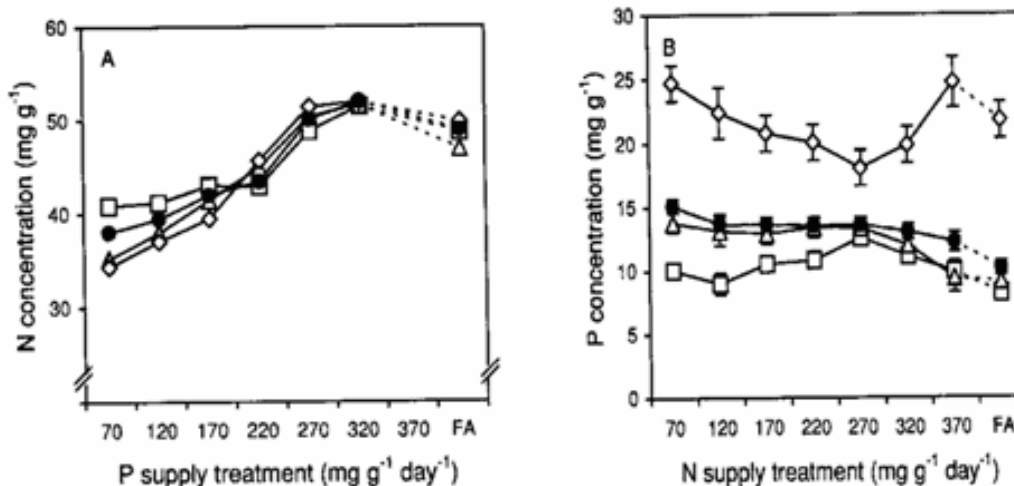 A
N concentration (mg g⁻¹)
60
50
40
30
70 120 170 220 270 320 370 FA
P supply treatment (mg g⁻¹ day⁻¹)
B
P concentration (mg g⁻¹)
30
25
20
15
10
5
0
70 120 170 220 270 320 370 FA
N supply treatment (mg g⁻¹ day⁻¹)